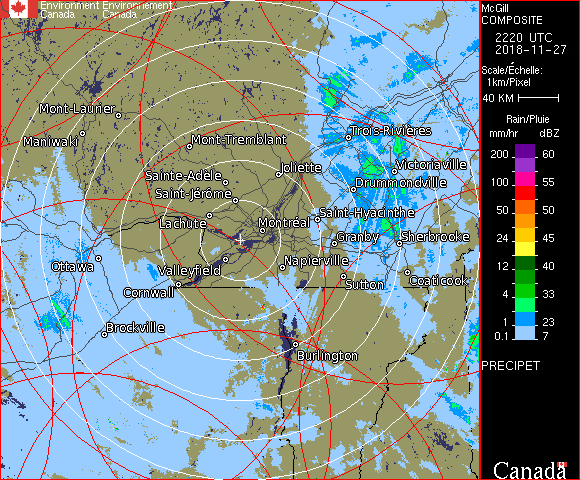 Environment Environnement
Canada Canada
McGill
COMPOSITE
2220 UTC
2018-11-27
Scale/Échelle:
1km/Pixel
40 KM
Rain/Pluie
mm/hr dBZ
200 60
100 55
50 50
24 45
12 40
4 33
1 23
0.1 7
PRECIPET
Canada
Mont-Laurier
Maniwaki
Mont-Tremblant
Trois-Rivières
Joliette
Victoriaville
Sainte-Adèle
Drummondville
Saint-Jérôme
Saint-Hyacinthe
Lachute
Montréal
Granby
Sherbrooke
Ottawa
Valleyfield
Napierville
Coaticook
Sutton
Cornwall
Brockville
Burlington